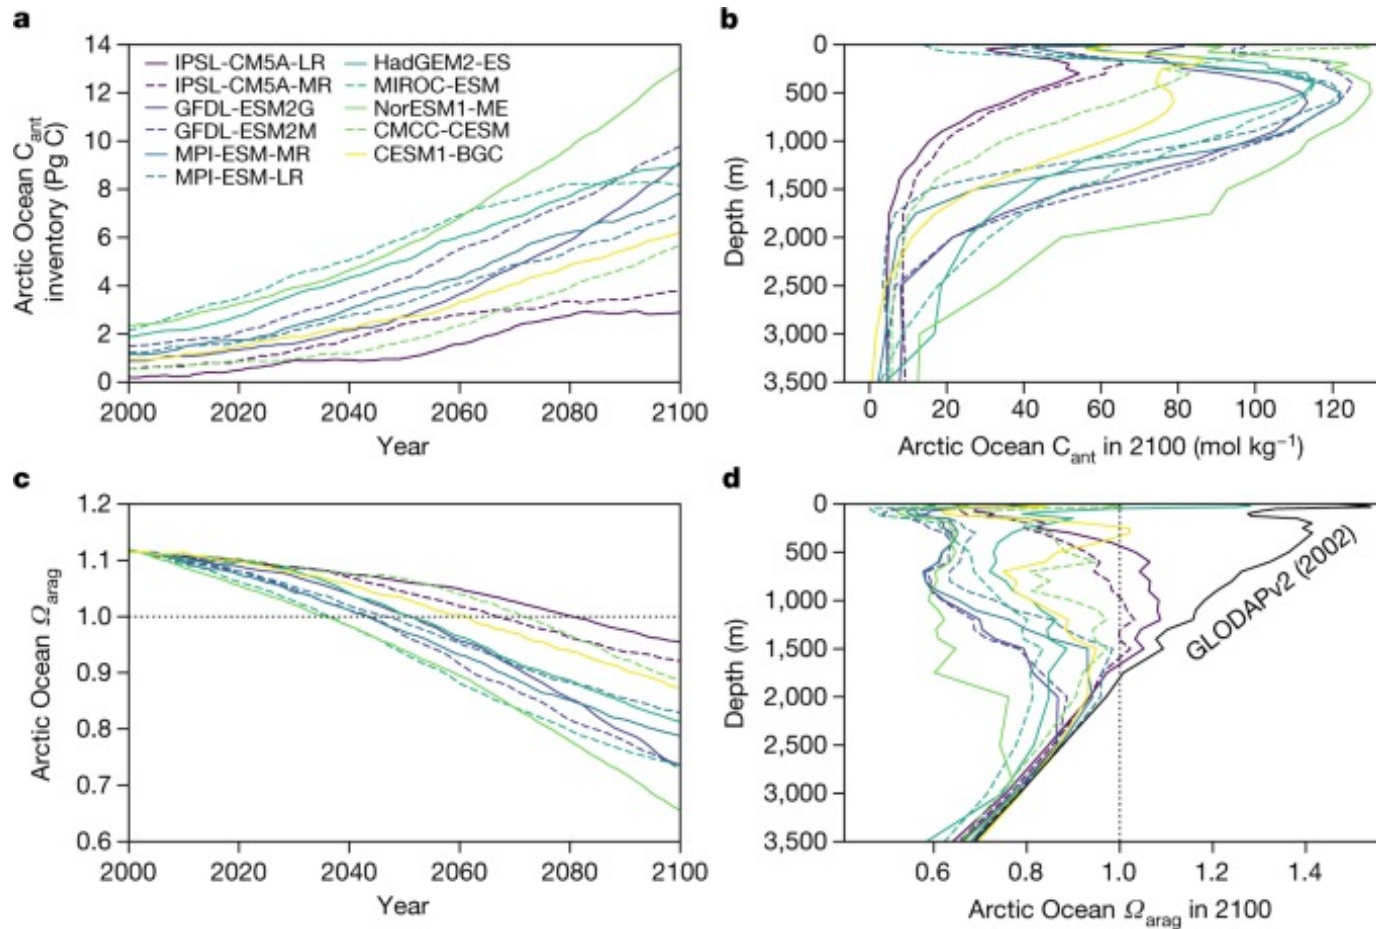 a
14
12
10
8
6
4
2
0
Arctic Ocean Cant
inventory (Pg C)
IPSL-CM5A-LR
IPSL-CM5A-MR
GFDL-ESM2G
GFDL-ESM2M
MPI-ESM-MR
MPI-ESM-LR
HadGEM2-ES
MIROC-ESM
NorESM1-ME
CMCC-CESM
CESM1-BGC
2000 2020 2040 2060 2080 2100
Year
b
0
500
1,000
1,500
2,000
2,500
3,000
3,500
Depth (m)
0 20 40 60 80 100 120
Arctic Ocean Cant in 2100 (mol kg⁻¹)
c
1.2
1.1
1.0
0.9
0.8
0.7
0.6
Arctic Ocean Ωarag
2000 2020 2040 2060 2080 2100
Year
d
0
500
1,000
1,500
2,000
2,500
3,000
3,500
Depth (m)
GLODAPv2 (2002)
0.6 0.8 1.0 1.2 1.4
Arctic Ocean Ωarag in 2100